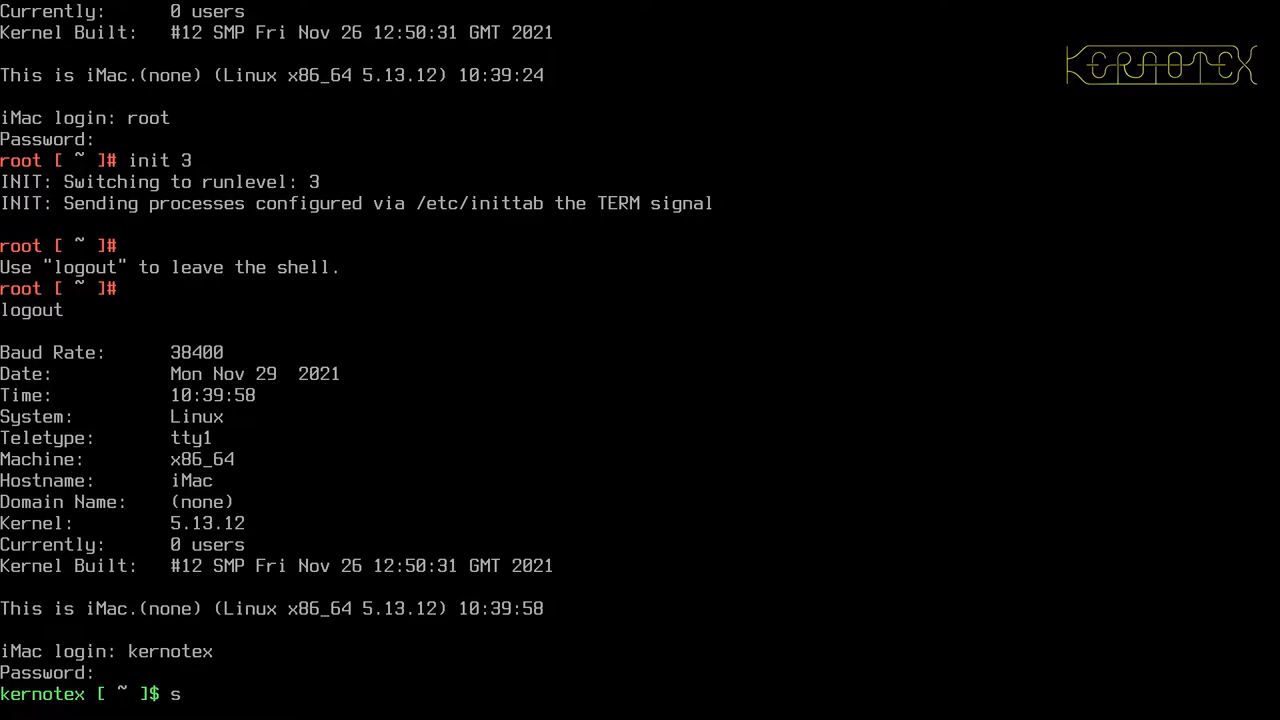 Currently:      0 users
Kernel Built:   #12 SMP Fri Nov 26 12:50:31 GMT 2021
KERNOTEX
This is iMac.(none) (Linux x86_64 5.13.12) 10:39:24
iMac login: root
Password:
root [ ~ ]# init 3
INIT: Switching to runlevel: 3
INIT: Sending processes configured via /etc/inittab the TERM signal
root [ ~ ]#
Use "logout" to leave the shell.
root [ ~ ]#
logout
Baud Rate:      38400
Date:           Mon Nov 29  2021
Time:           10:39:58
System:         Linux
Teletype:       tty1
Machine:        x86_64
Hostname:       iMac
Domain Name:    (none)
Kernel:         5.13.12
Currently:      0 users
Kernel Built:   #12 SMP Fri Nov 26 12:50:31 GMT 2021
This is iMac.(none) (Linux x86_64 5.13.12) 10:39:58
iMac login: kernotex
Password:
kernotex [ ~ ]$ s